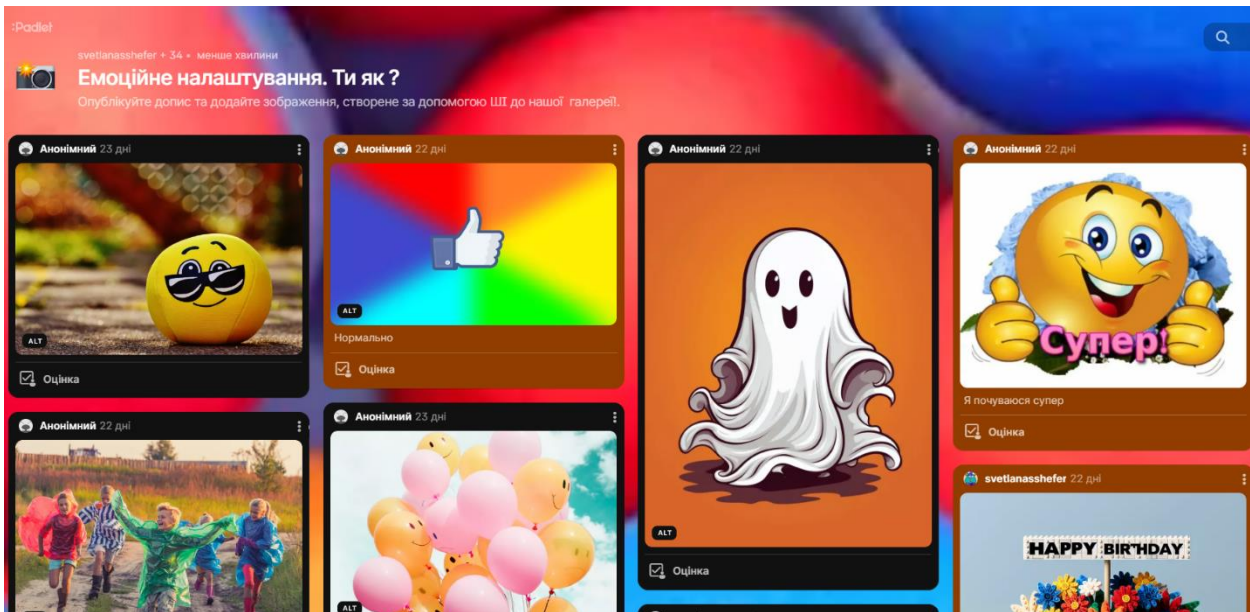 :Padlet
svetlanasshefer + 34 • менше хвилини
Емоційне налаштування. Ти як ?
Опублікуйте допис та додайте зображення, створене за допомогою ШІ до нашої галереї!.
Анонімний 23 дні
ALT
Оцінка
Анонімний 22 дні
ALT
Нормально
Оцінка
Анонімний 22 дні
ALT
Оцінка
Анонімний 22 дні
Супер!
Я почуваюся супер
Оцінка
Анонімний 22 дні
Анонімний 23 дні
ALT
svetlanasshefer 22 дні
HAPPY BIRTHDAY